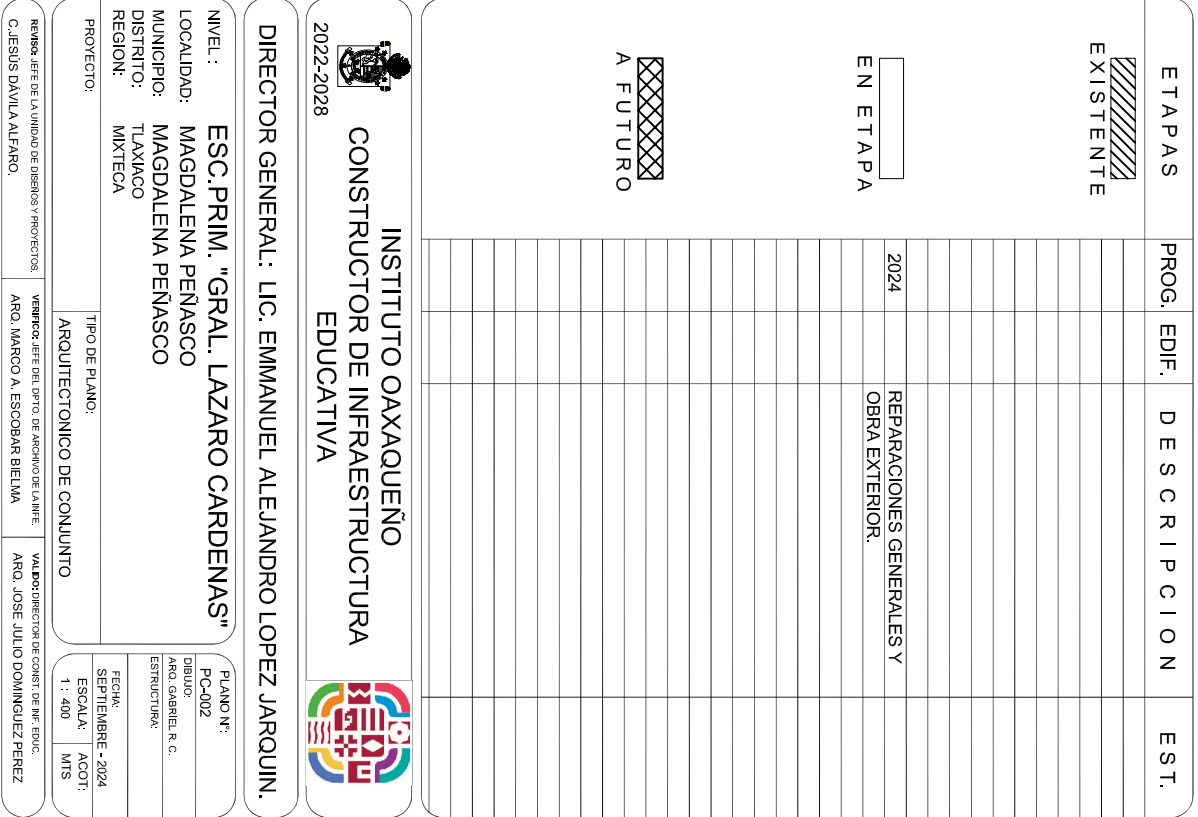 ETAPAS PROG. EDIF. DESCRIPCION EST.
EXISTENTE
EN ETAPA
2024 REPARACIONES GENERALES Y
OBRA EXTERIOR.
A FUTURO
INSTITUTO OAXAQUEÑO
CONSTRUCTOR DE INFRAESTRUCTURA
EDUCATIVA
2022-2028
DIRECTOR GENERAL: LIC. EMMANUEL ALEJANDRO LOPEZ JARQUIN.
NIVEL : ESC.PRIM. "GRAL. LAZARO CARDENAS"
LOCALIDAD: MAGDALENA PEÑASCO
MUNICIPIO: MAGDALENA PEÑASCO
DISTRITO: TLAXIACO
REGION: MIXTECA
PROYECTO:
TIPO DE PLANO:
ARQUITECTONICO DE CONJUNTO
PLANO N°:
PC-002
DIBUJO:
ARQ. GABRIEL R. C.
ESTRUCTURA:
FECHA:
SEPTIEMBRE - 2024
ESCALA: ACOT:
1 : 400 MTS
REVISO: JEFE DE LA UNIDAD DE DISEÑOS Y PROYECTOS.
C.JESÚS DÁVILA ALFARO.
VERIFICO: JEFE DEL DPTO. DE ARCHIVO DE LA INFE.
ARQ. MARCO A. ESCOBAR BIELMA
VALIDO: DIRECTOR DE CONST. DE INF. EDUC.
ARQ. JOSE JULIO DOMINGUEZ PEREZ